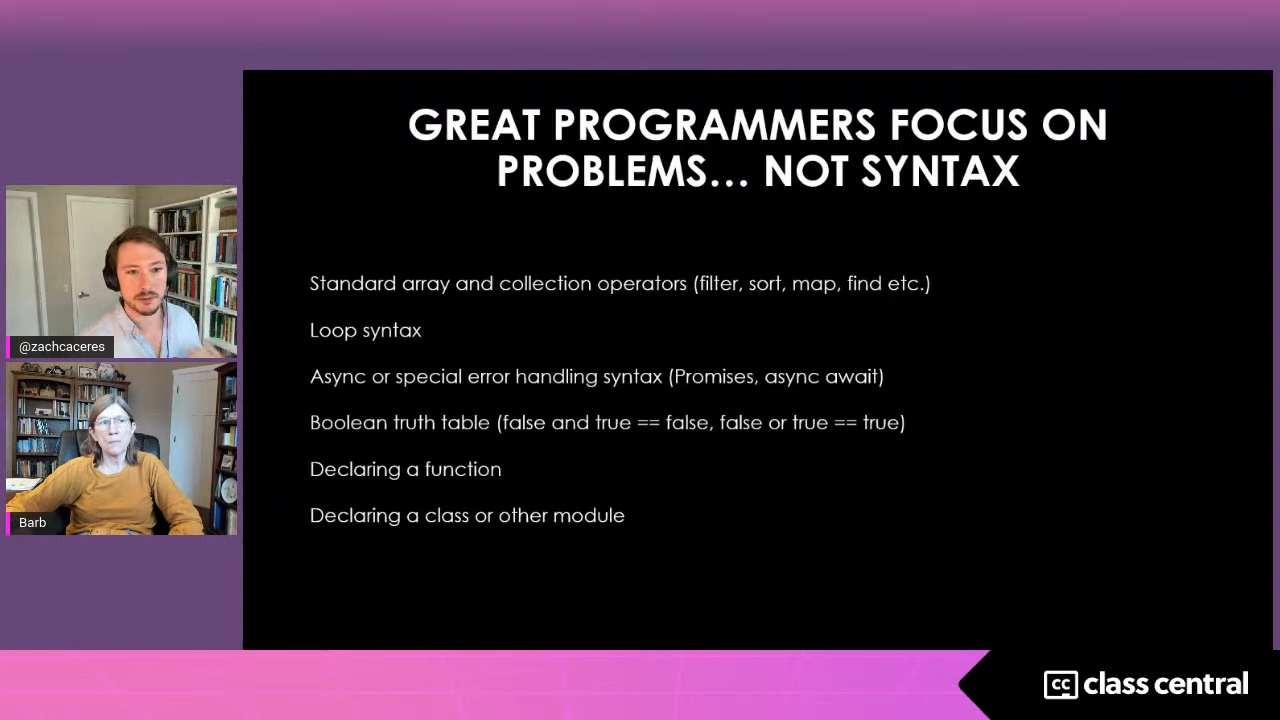 GREAT PROGRAMMERS FOCUS ON
PROBLEMS... NOT SYNTAX
Standard array and collection operators (filter, sort, map, find etc.)
Loop syntax
Async or special error handling syntax (Promises, async await)
Boolean truth table (false and true == false, false or true == true)
Declaring a function
Declaring a class or other module
@zachcaceres
Barb
cc class central